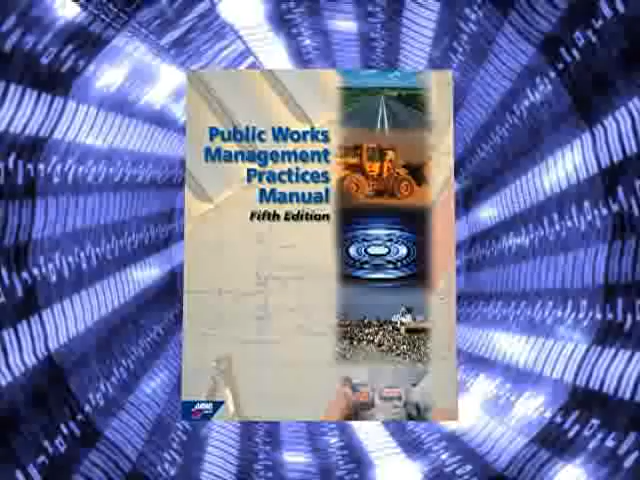 Public Works
Management
Practices
Manual
Fifth Edition